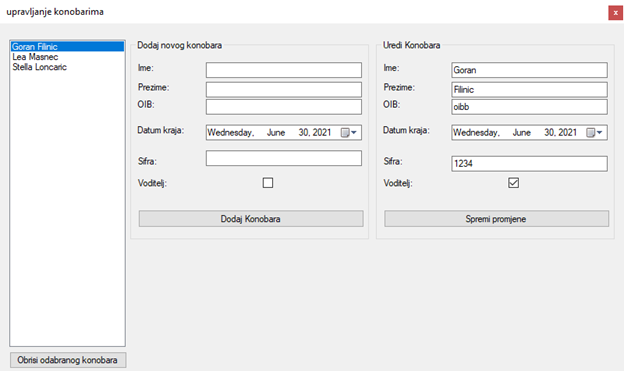 upravljanje konobarima
x
Goran Filinic
Lea Masnec
Stella Loncaric
Obrisi odabranog konobara
Dodaj novog konobara
Ime:
Prezime:
OIB:
Datum kraja: Wednesday, June 30, 2021
Sifra:
Voditelj:
Dodaj Konobara
Uredi Konobara
Ime: Goran
Prezime: Filinic
OIB: oibb
Datum kraja: Wednesday, June 30, 2021
Sifra: 1234
Voditelj:
Spremi promjene